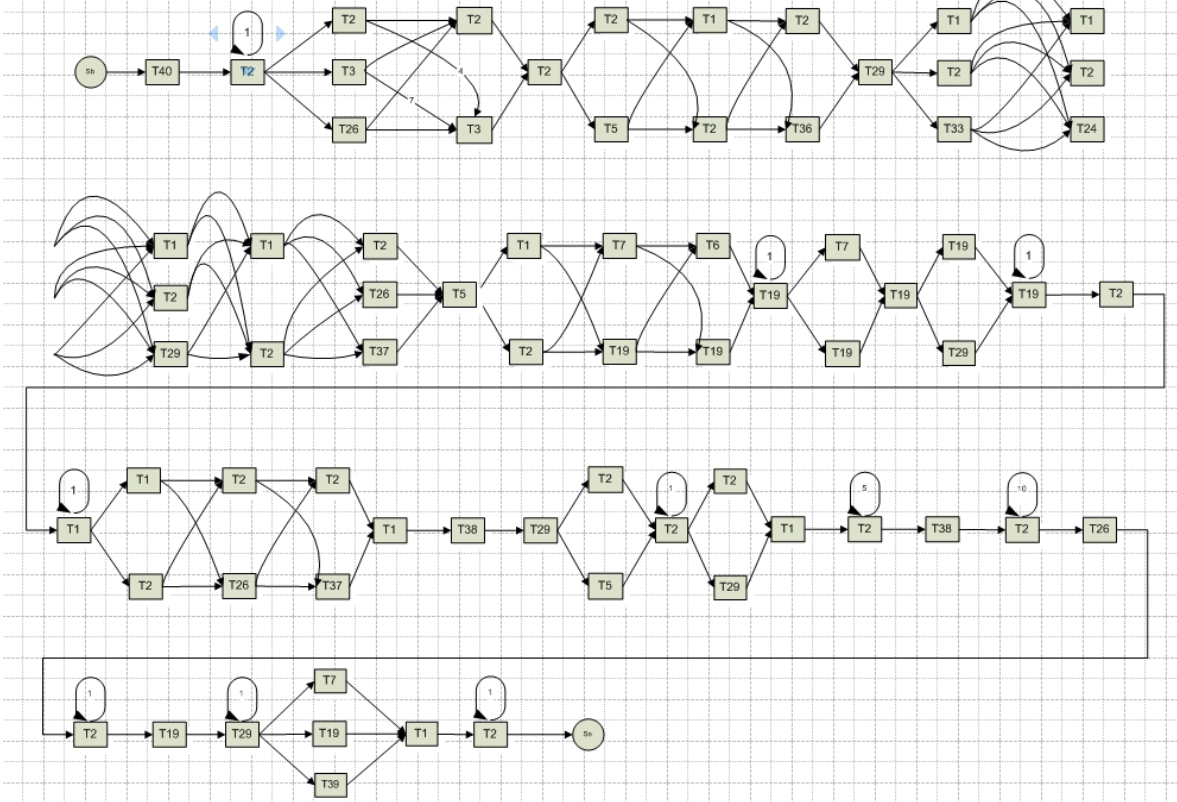 T2 T2 T2 T1 T2 T1 T1
1
Sb T40 T2 T3 4 T2 T29 T2 T2
7
T26 T3 T5 T2 T36 T33 T24
T1 T1 T2 T1 T7 T6 1 T7 T19 1
T2 T26 T5 T19 T19 T19 T2
T29 T2 T37 T2 T19 T19 T19 T29
1 T1 T2 T2 T2 1 T2 5 10
T1 T1 T38 T29 T2 T1 T2 T38 T2 T26
T2 T26 T37 T5 T29
1 1 T7 1
T2 T19 T29 T19 T1 T2
T39